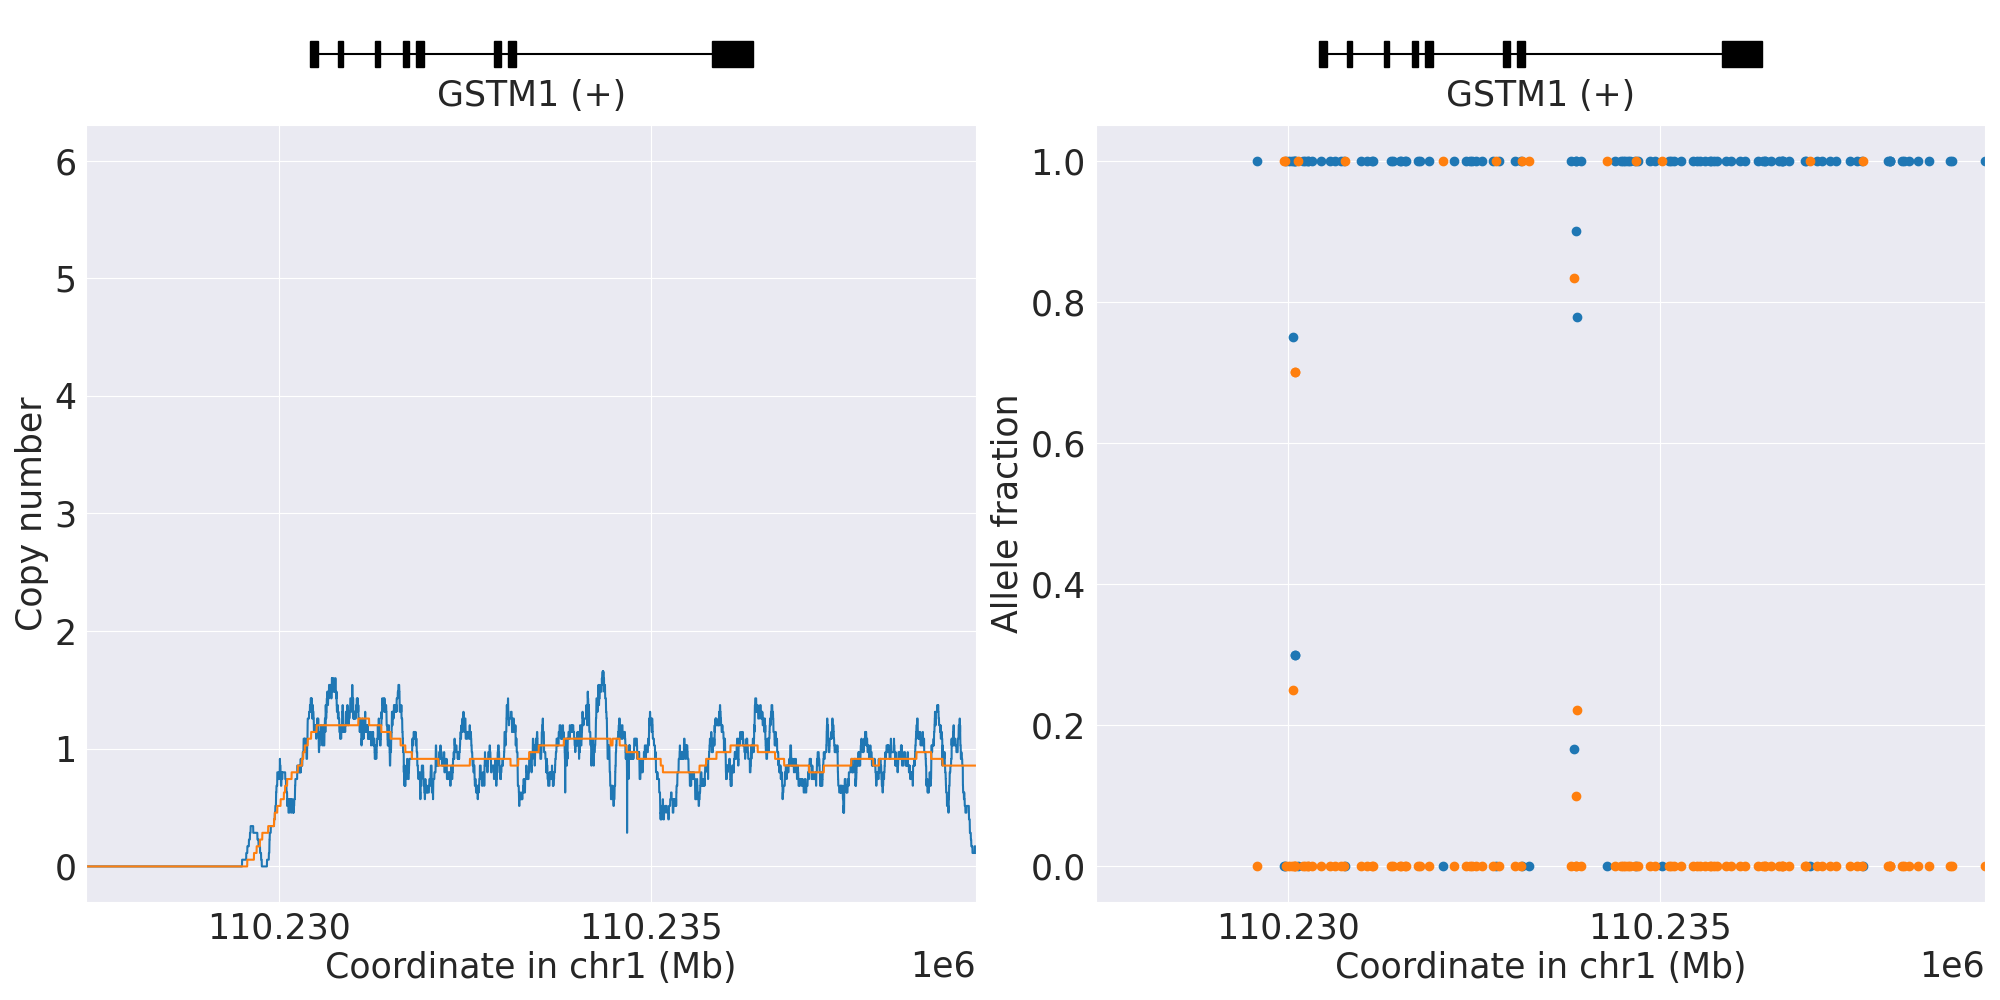 GSTM1 (+)
GSTM1 (+)
Copy number
6
5
4
3
2
1
0
110.230
110.235
Coordinate in chr1 (Mb)
1e6
Allele fraction
1.0
0.8
0.6
0.4
0.2
0.0
110.230
110.235
Coordinate in chr1 (Mb)
1e6